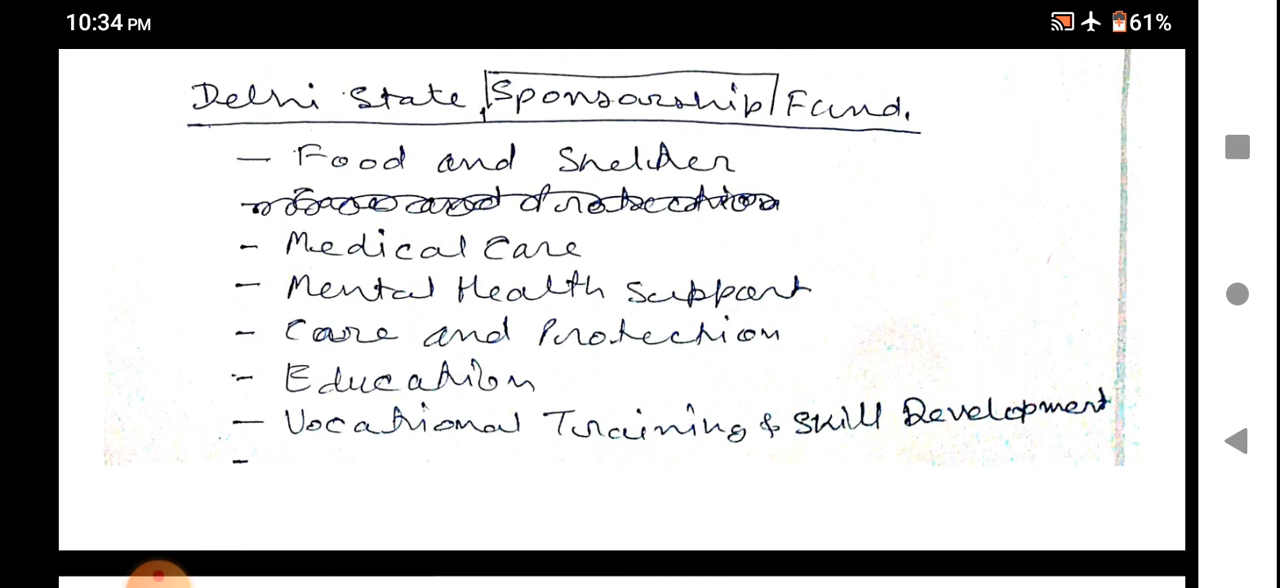 10:34 PM 61%
Delhi State Sponsorship Fund.
- Food and Shelter
- Medical Care
- Mental Health Support
- Care and Protection
- Education
- Vocational Training & Skill Development
-